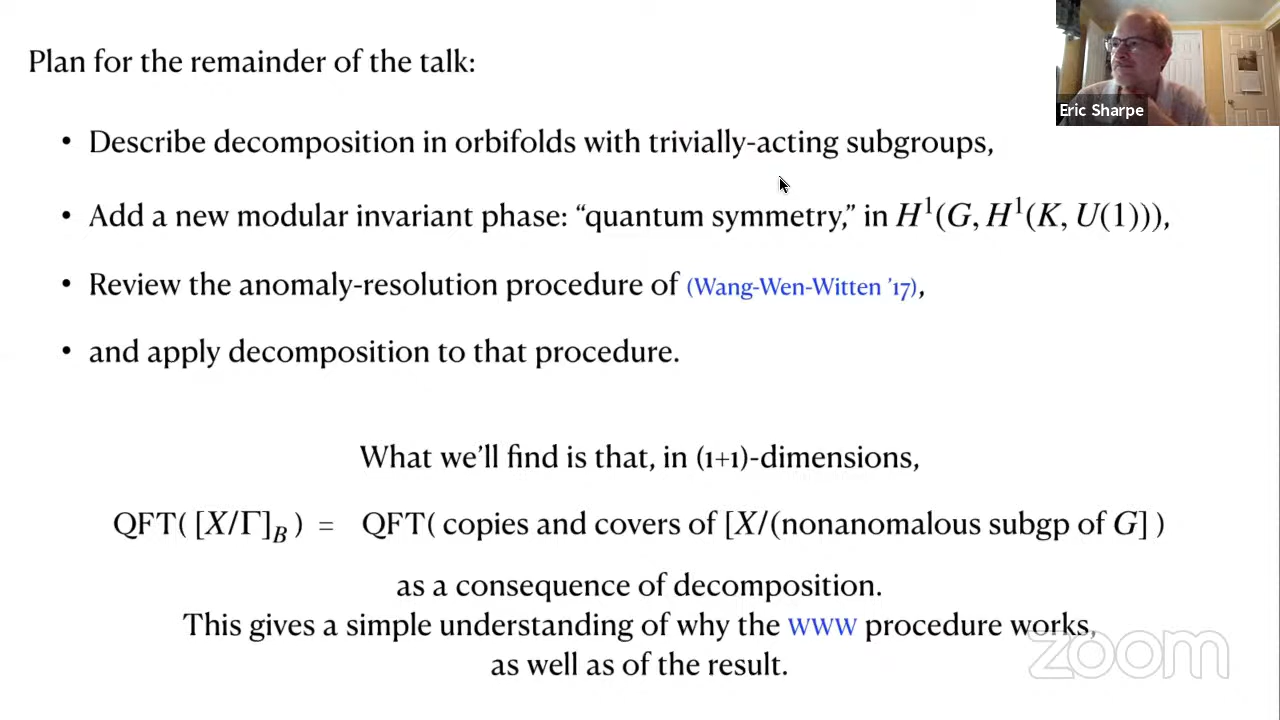 Plan for the remainder of the talk:
Eric Sharpe
• Describe decomposition in orbifolds with trivially-acting subgroups,
• Add a new modular invariant phase: “quantum symmetry,” in H¹(G, H¹(K, U(1))),
• Review the anomaly-resolution procedure of (Wang-Wen-Witten ’17),
• and apply decomposition to that procedure.
What we’ll find is that, in (1+1)-dimensions,
QFT( [X/Γ]_B ) = QFT( copies and covers of [X/(nonanomalous subgp of G] )
as a consequence of decomposition.
This gives a simple understanding of why the WWW procedure works,
as well as of the result.
zoom